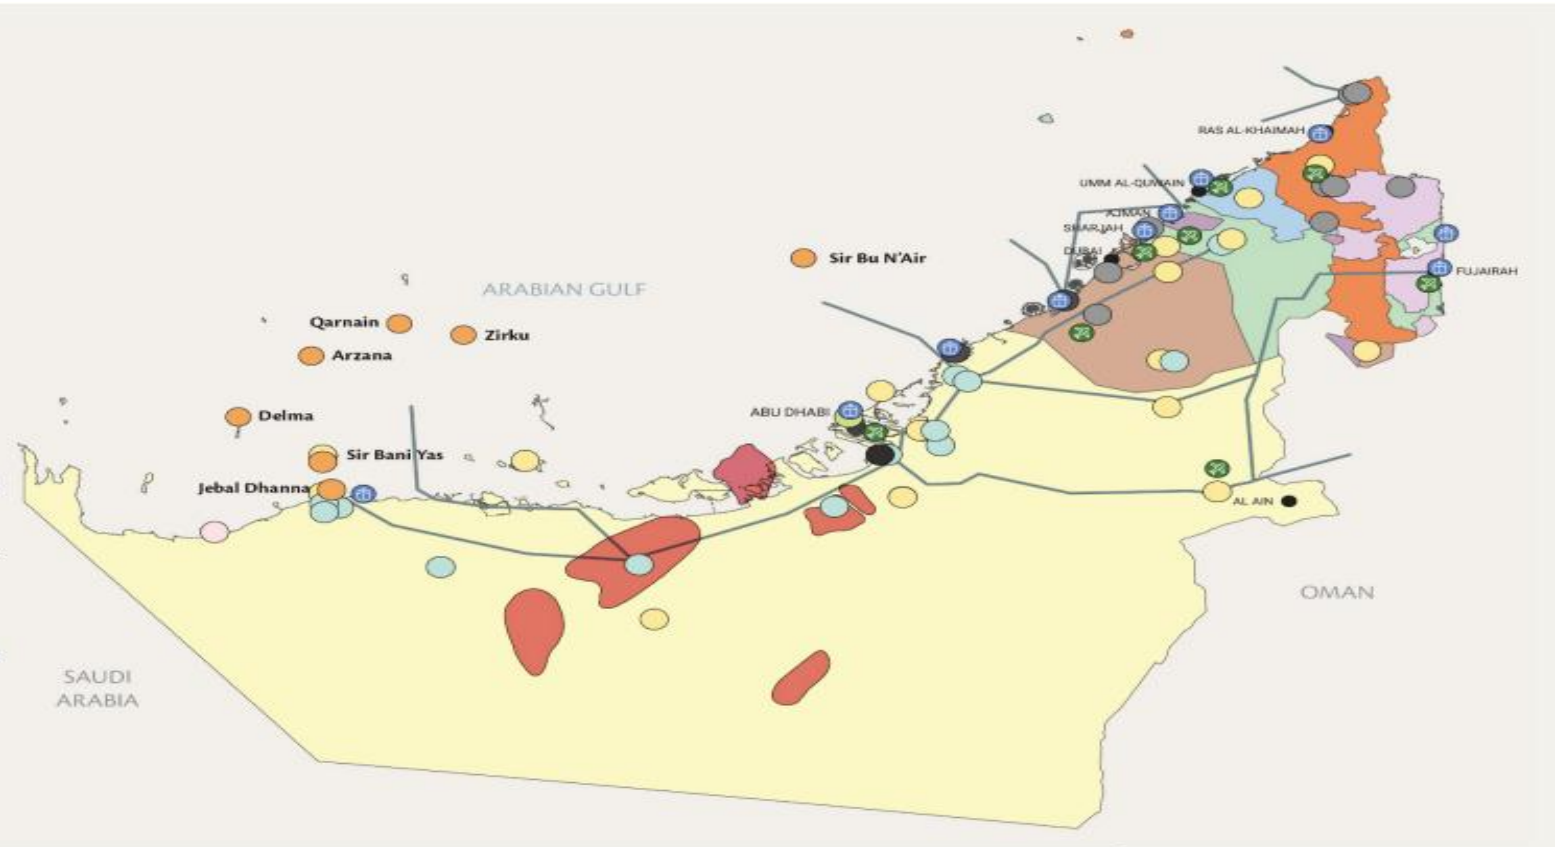 RAS AL-KHAIMAH
UMM AL-QUWAIN
AJMAN
SHARJAH
DUBAI
Sir Bu N'Air
FUJAIRAH
ARABIAN GULF
Qarnain
Zirku
Arzana
Delma
ABU DHABI
Sir Bani Yas
Jebal Dhanna
AL AIN
OMAN
SAUDI
ARABIA